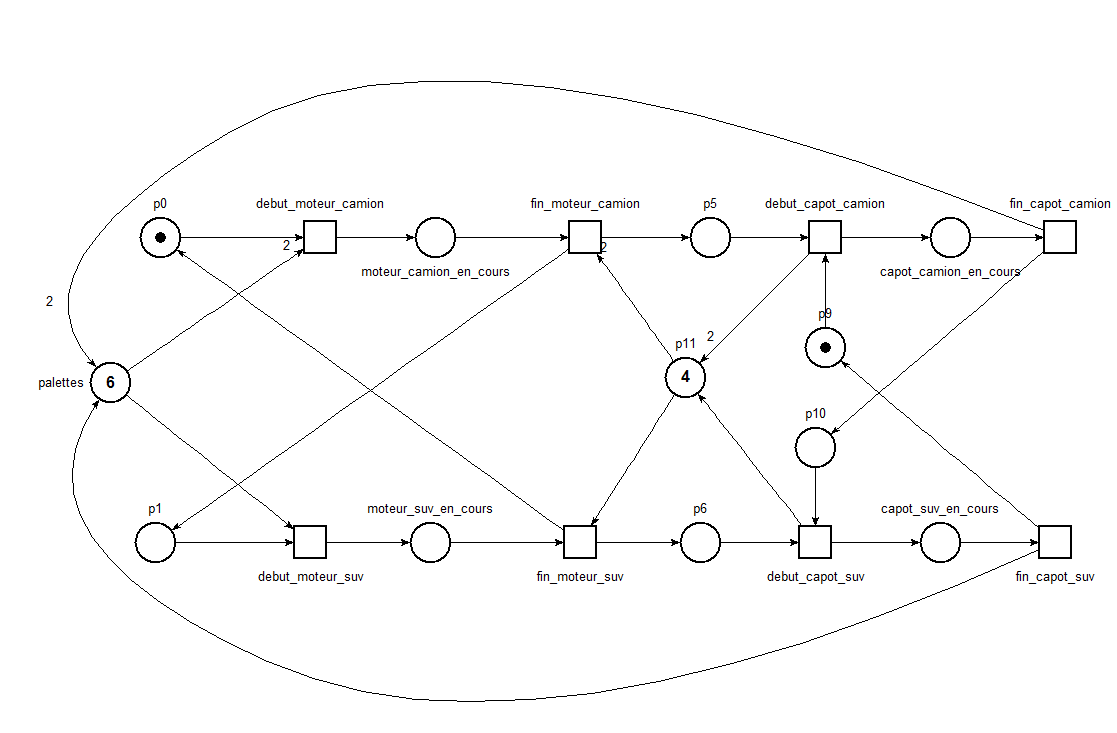 p0
debut_moteur_camion
fin_moteur_camion
p5
debut_capot_camion
fin_capot_camion
2
2
moteur_camion_en_cours
capot_camion_en_cours
2
p9
p11
2
palettes
6
4
p10
p1
moteur_suv_en_cours
p6
capot_suv_en_cours
debut_moteur_suv
fin_moteur_suv
debut_capot_suv
fin_capot_suv